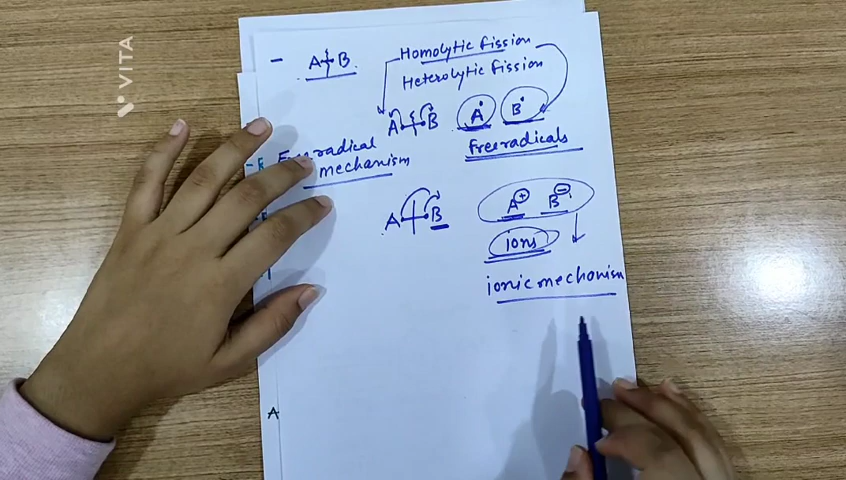 VITA
- A+B
Homolytic fission
Heterolytic fission
A B A• B•
Free radicals
Free radical
mechanism
A B A⊕ B⊖
ions
ionic mechanism
A